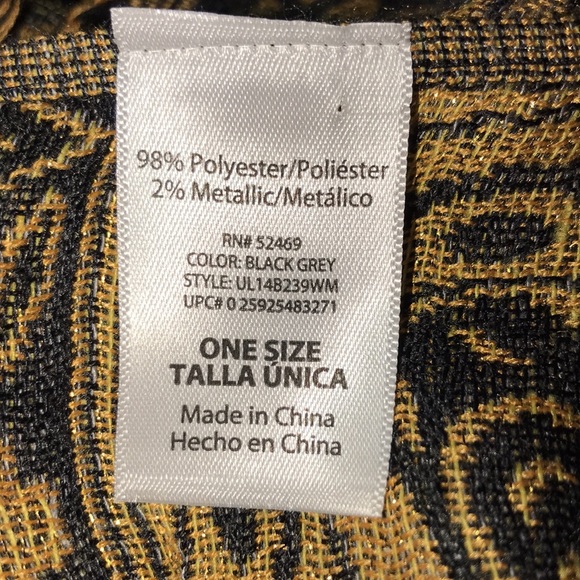 98% Polyester/Poliéster
2% Metallic/Metálico
RN# 52469
COLOR: BLACK GREY
STYLE: UL14B239WM
UPC# 0 25925483271
ONE SIZE
TALLA ÚNICA
Made in China
Hecho en China